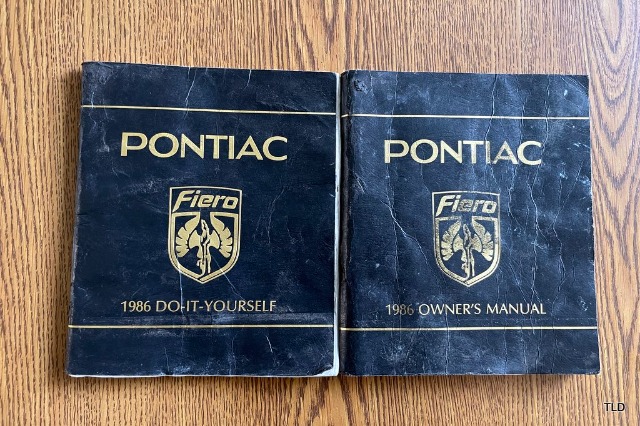 PONTIAC
Fiero
1986 DO-IT-YOURSELF
PONTIAC
Fiero
1986 OWNER'S MANUAL
TLD